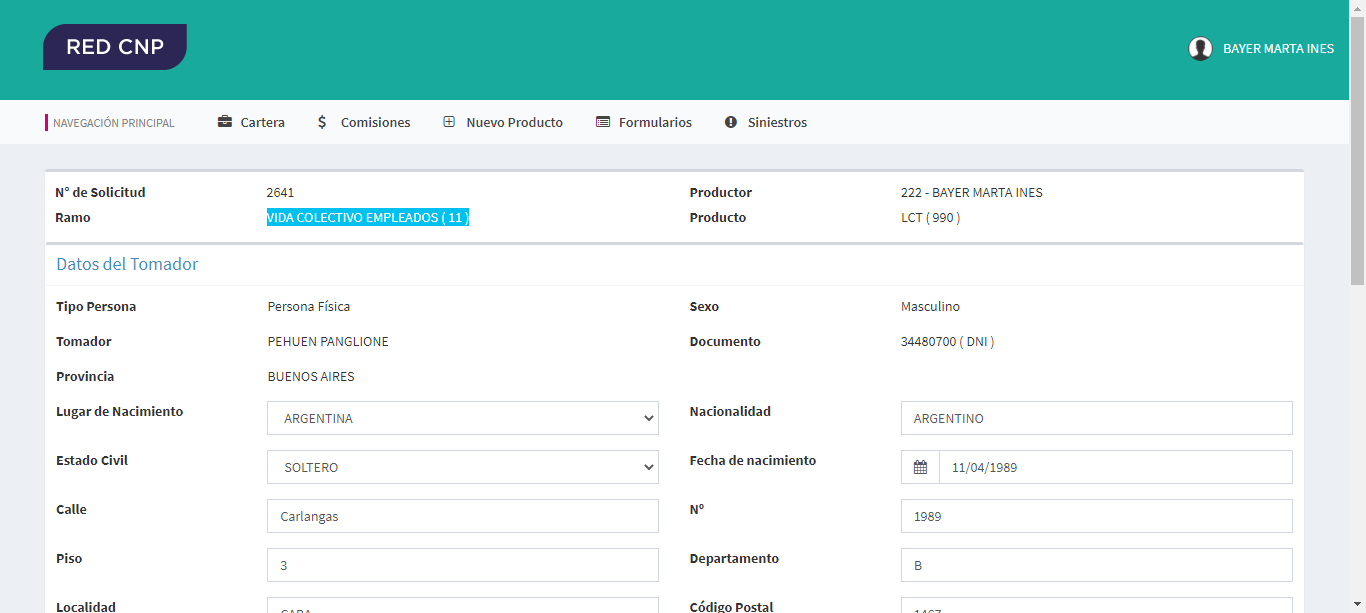 RED CNP
BAYER MARTA INES
NAVEGACIÓN PRINCIPAL Cartera Comisiones Nuevo Producto Formularios Siniestros
N° de Solicitud 2641 Productor 222 - BAYER MARTA INES
Ramo VIDA COLECTIVO EMPLEADOS ( 11 ) Producto LCT ( 990 )
Datos del Tomador
Tipo Persona Persona Física Sexo Masculino
Tomador PEHUEN PANGLIONE Documento 34480700 ( DNI )
Provincia BUENOS AIRES
Lugar de Nacimiento ARGENTINA Nacionalidad ARGENTINO
Estado Civil SOLTERO Fecha de nacimiento 11/04/1989
Calle Carlangas Nº 1989
Piso 3 Departamento B
Localidad CABA Código Postal 1467